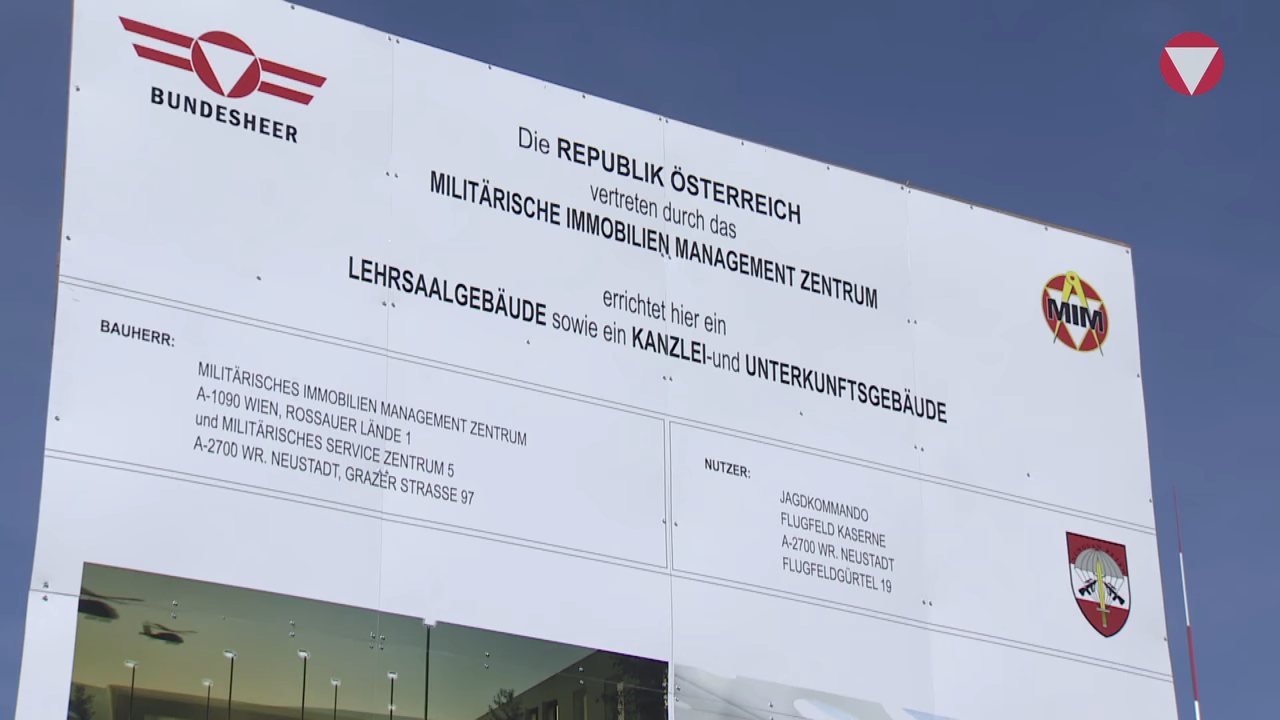 BUNDESHEER
Die REPUBLIK ÖSTERREICH
vertreten durch das
MILITÄRISCHE IMMOBILIEN MANAGEMENT ZENTRUM
errichtet hier ein
LEHRSAALGEBÄUDE sowie ein KANZLEI-und UNTERKUNFTSGEBÄUDE
MIM
BAUHERR:
MILITÄRISCHES IMMOBILIEN MANAGEMENT ZENTRUM
A-1090 WIEN, ROSSAUER LÄNDE 1
und MILITÄRISCHES SERVICE ZENTRUM 5
A-2700 WR. NEUSTADT, GRAZER STRASSE 97
NUTZER:
JAGDKOMMANDO
FLUGFELD KASERNE
A-2700 WR. NEUSTADT
FLUGFELDGÜRTEL 19